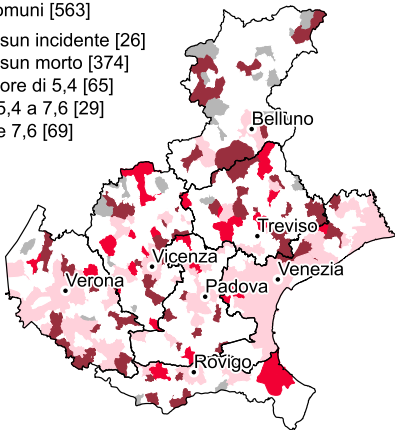 omuni [563]
sun incidente [26]
sun morto [374]
ore di 5,4 [65]
5,4 a 7,6 [29]
e 7,6 [69]
Belluno
Treviso
Vicenza
Venezia
Verona
Padova
Rovigo